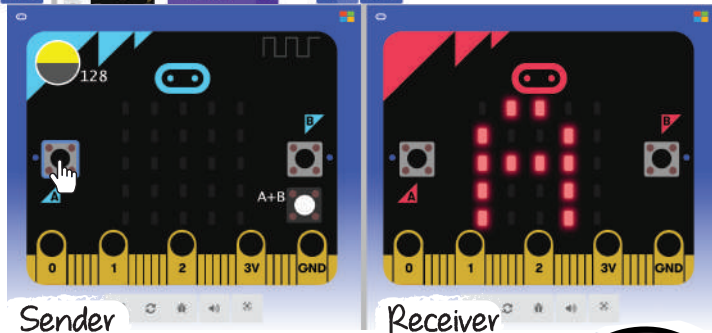 128
B
A
A+B
0 1 2 3V GND
Sender
A
B
A
0 1 2 3V GND
Receiver